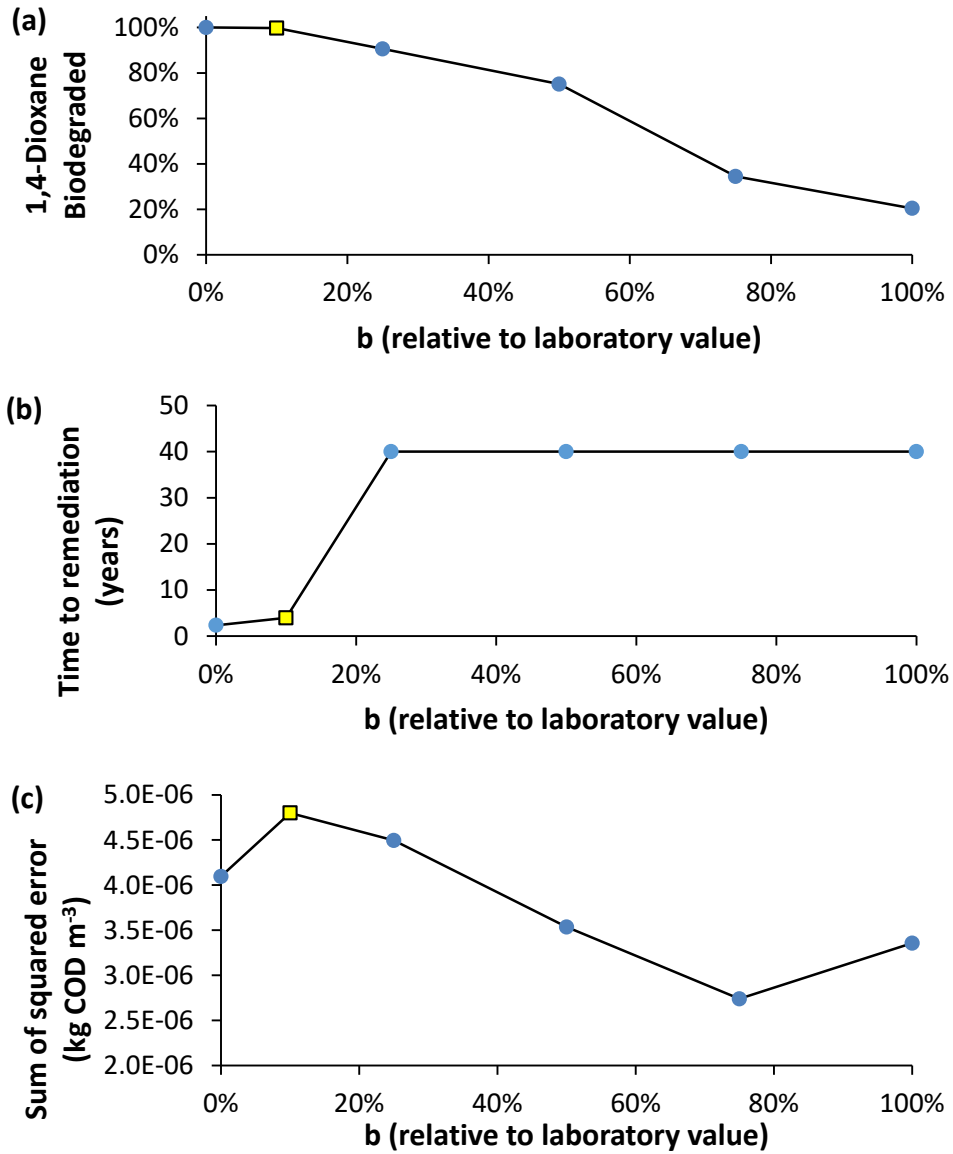 (a)
1,4-Dioxane
Biodegraded
100%
80%
60%
40%
20%
0%
0% 20% 40% 60% 80% 100%
b (relative to laboratory value)
(b)
Time to remediation
(years)
50
40
30
20
10
0
0% 20% 40% 60% 80% 100%
b (relative to laboratory value)
(c)
Sum of squared error
(kg COD m⁻³)
5.0E-06
4.5E-06
4.0E-06
3.5E-06
3.0E-06
2.5E-06
2.0E-06
0% 20% 40% 60% 80% 100%
b (relative to laboratory value)